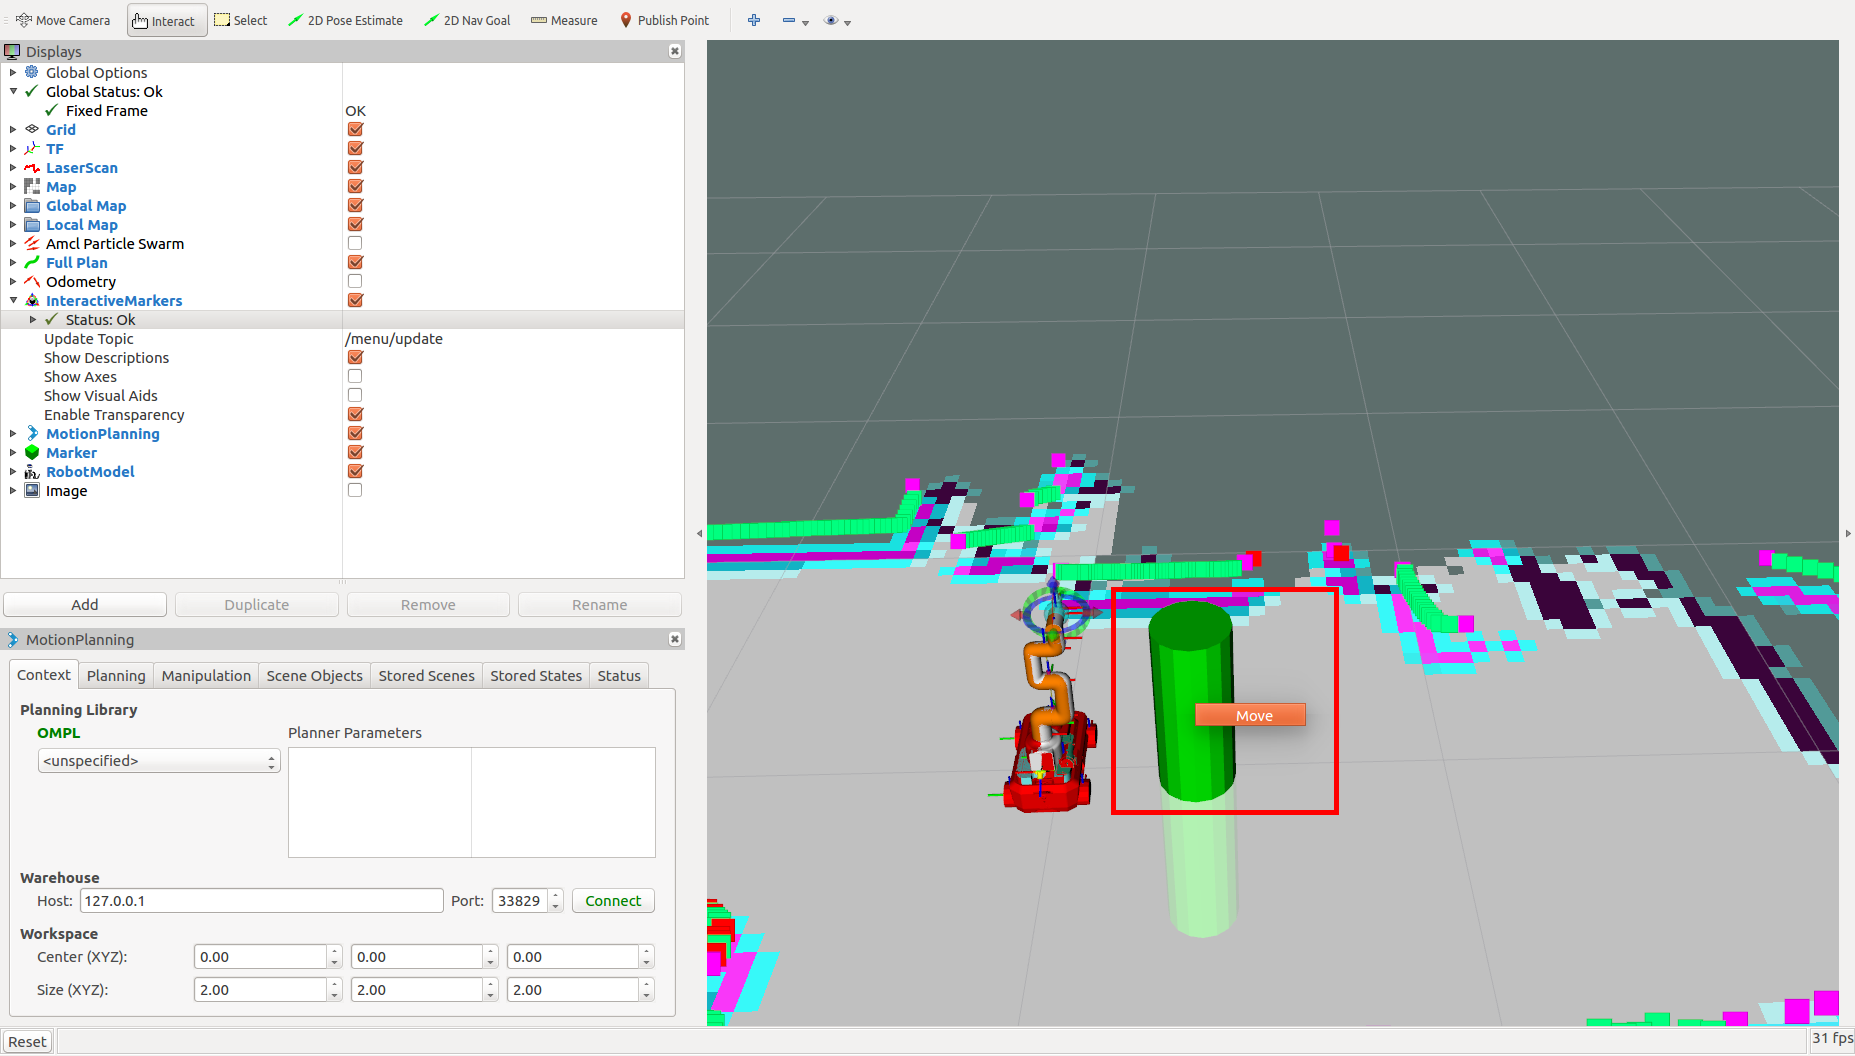 Move Camera Interact Select 2D Pose Estimate 2D Nav Goal Measure Publish Point
Displays
Global Options
Global Status: Ok
Fixed Frame OK
Grid
TF
LaserScan
Map
Global Map
Local Map
Amcl Particle Swarm
Full Plan
Odometry
InteractiveMarkers
Status: Ok
Update Topic /menu/update
Show Descriptions
Show Axes
Show Visual Aids
Enable Transparency
MotionPlanning
Marker
RobotModel
Image
Add Duplicate Remove Rename
MotionPlanning
Context Planning Manipulation Scene Objects Stored Scenes Stored States Status
Planning Library
OMPL Planner Parameters
<unspecified>
Warehouse
Host: 127.0.0.1 Port: 33829 Connect
Workspace
Center (XYZ): 0.00 0.00 0.00
Size (XYZ): 2.00 2.00 2.00
Move
Reset 31 fps